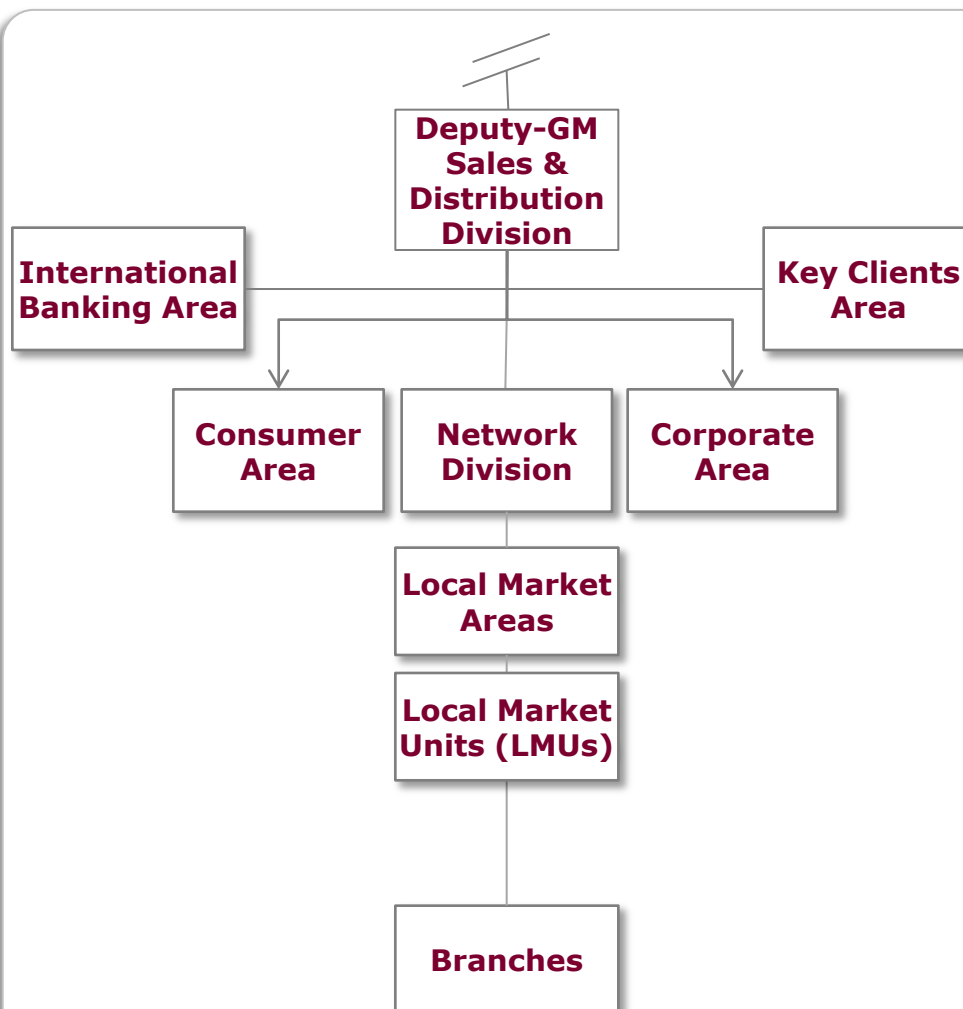 Deputy-GM
Sales &
Distribution
Division
International
Banking Area
Key Clients
Area
Consumer
Area
Network
Division
Corporate
Area
Local Market
Areas
Local Market
Units (LMUs)
Branches